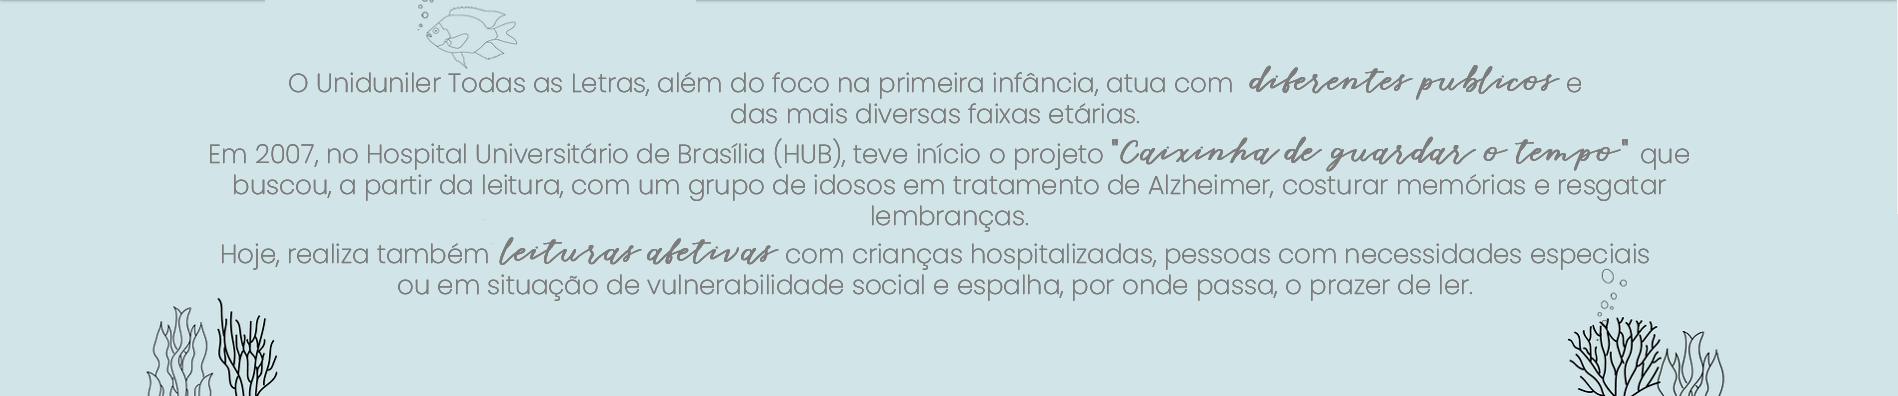 O Uniduniler Todas as Letras, além do foco na primeira infância, atua com diferentes publicos e
das mais diversas faixas etárias.
Em 2007, no Hospital Universitário de Brasília (HUB), teve início o projeto "Caixinha de guardar o tempo" que
buscou, a partir da leitura, com um grupo de idosos em tratamento de Alzheimer, costurar memórias e resgatar
lembranças.
Hoje, realiza também leituras afetivas com crianças hospitalizadas, pessoas com necessidades especiais
ou em situação de vulnerabilidade social e espalha, por onde passa, o prazer de ler.